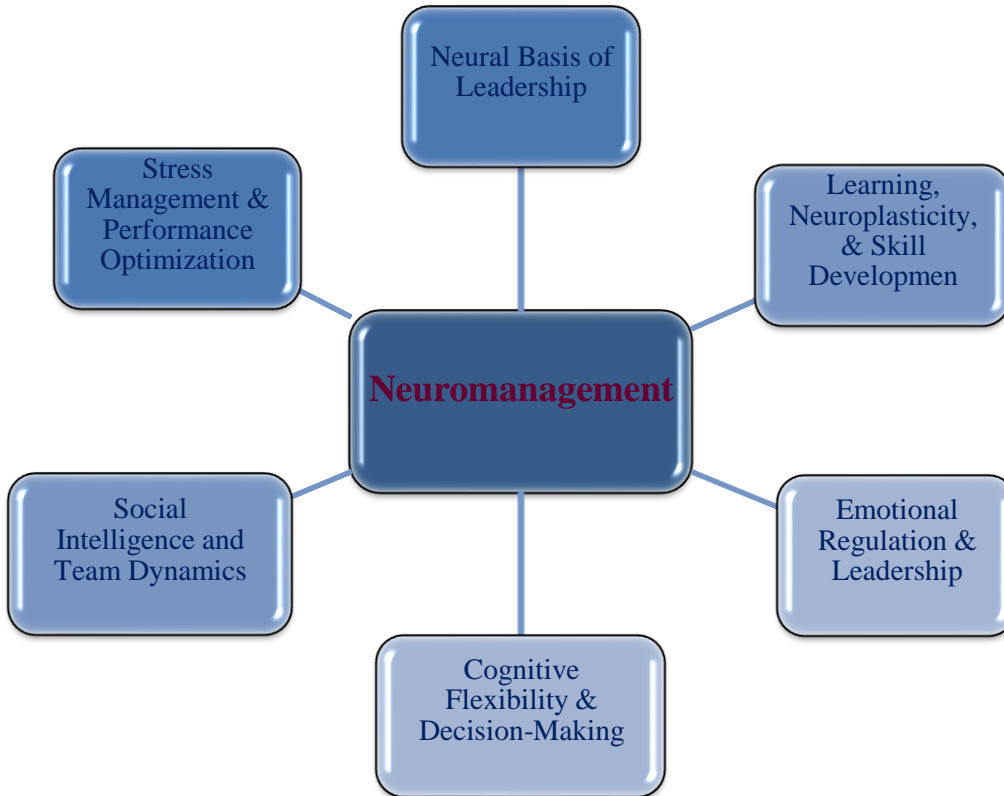 Neural Basis of
Leadership
Stress
Management &
Performance
Optimization
Learning,
Neuroplasticity,
& Skill
Developmen
Neuromanagement
Social
Intelligence and
Team Dynamics
Emotional
Regulation &
Leadership
Cognitive
Flexibility &
Decision-Making